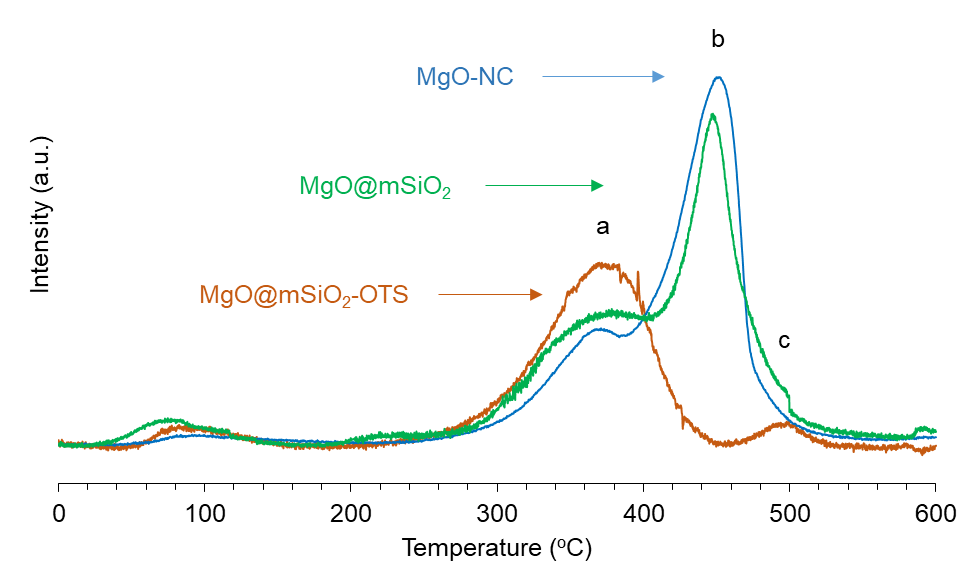 b
MgO-NC
MgO@mSiO₂
a
MgO@mSiO₂-OTS
c
Intensity (a.u.)
0 100 200 300 400 500 600
Temperature (ºC)